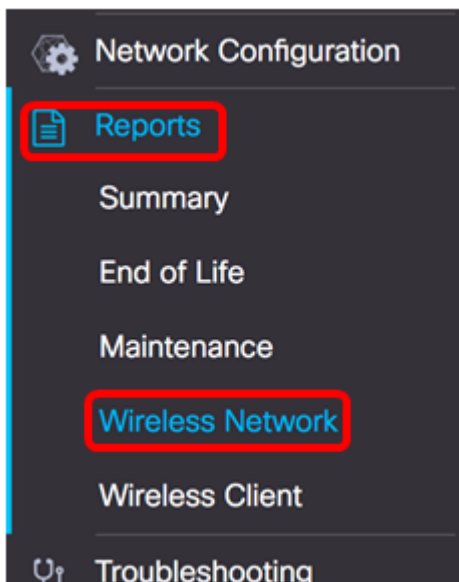 Network Configuration
Reports
Summary
End of Life
Maintenance
Wireless Network
Wireless Client
Troubleshooting